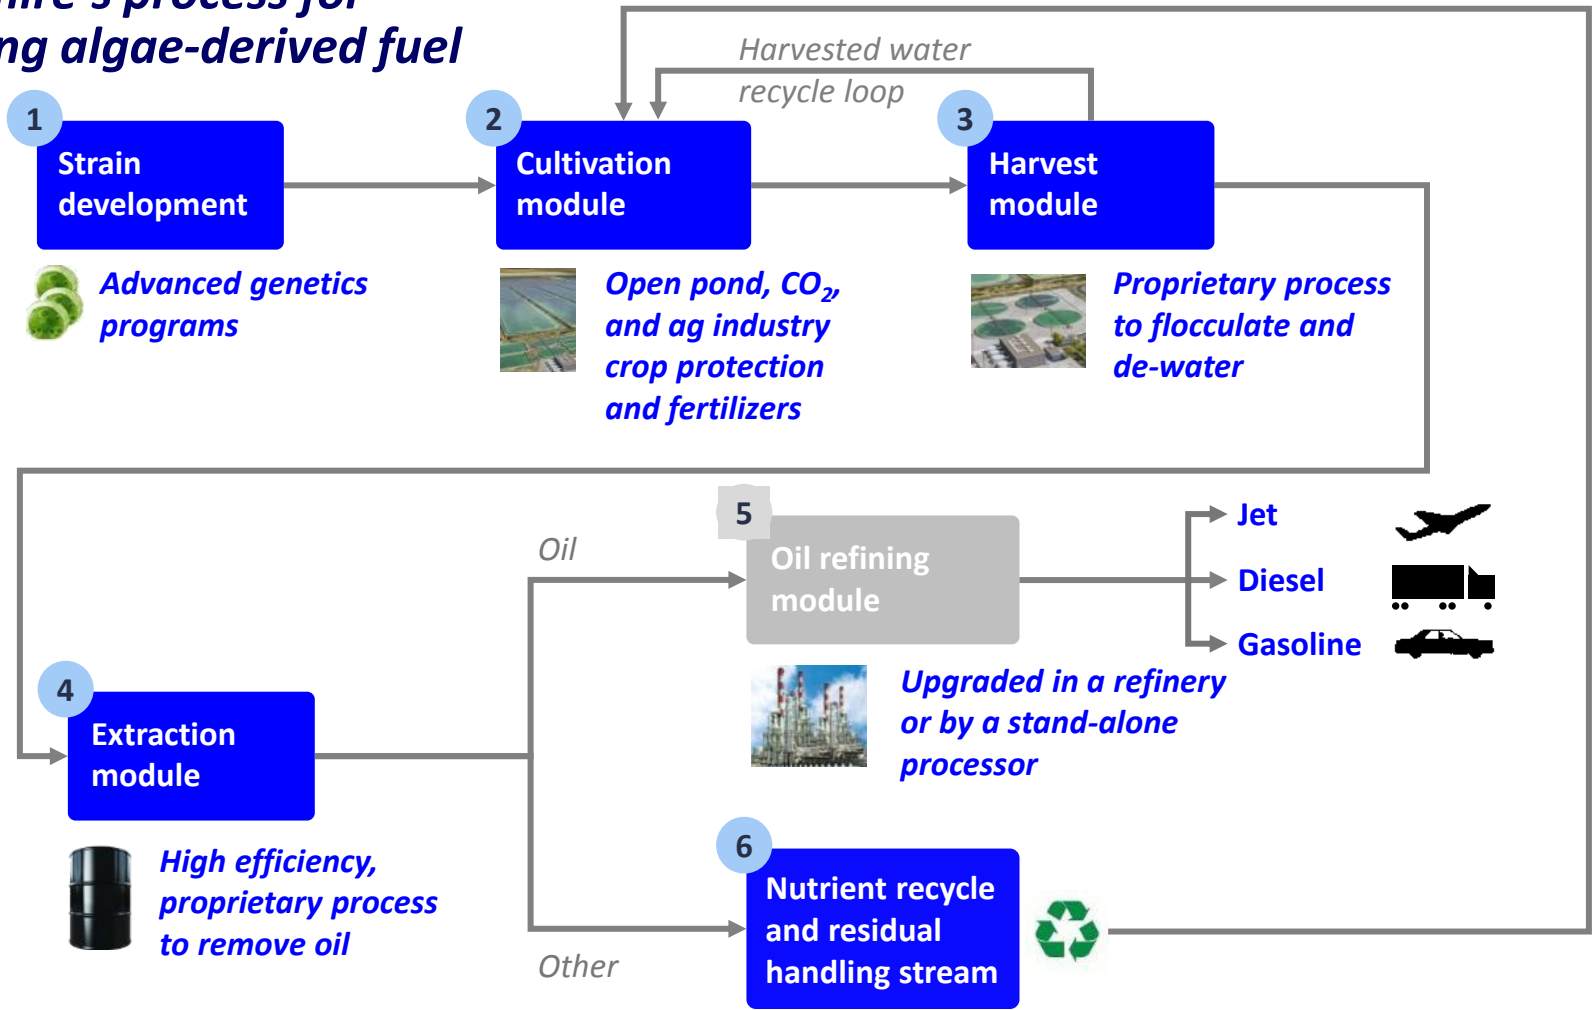 process for
algae-derived fuel
Harvested water
recycle loop
1
Strain
development
2
Cultivation
module
3
Harvest
module
Advanced genetics
programs
Open pond, CO₂,
and ag industry
crop protection
and fertilizers
Proprietary process
to flocculate and
de-water
Oil
5
Oil refining
module
Jet
Diesel
Gasoline
Upgraded in a refinery
or by a stand-alone
processor
4
Extraction
module
High efficiency,
proprietary process
to remove oil
Other
6
Nutrient recycle
and residual
handling stream